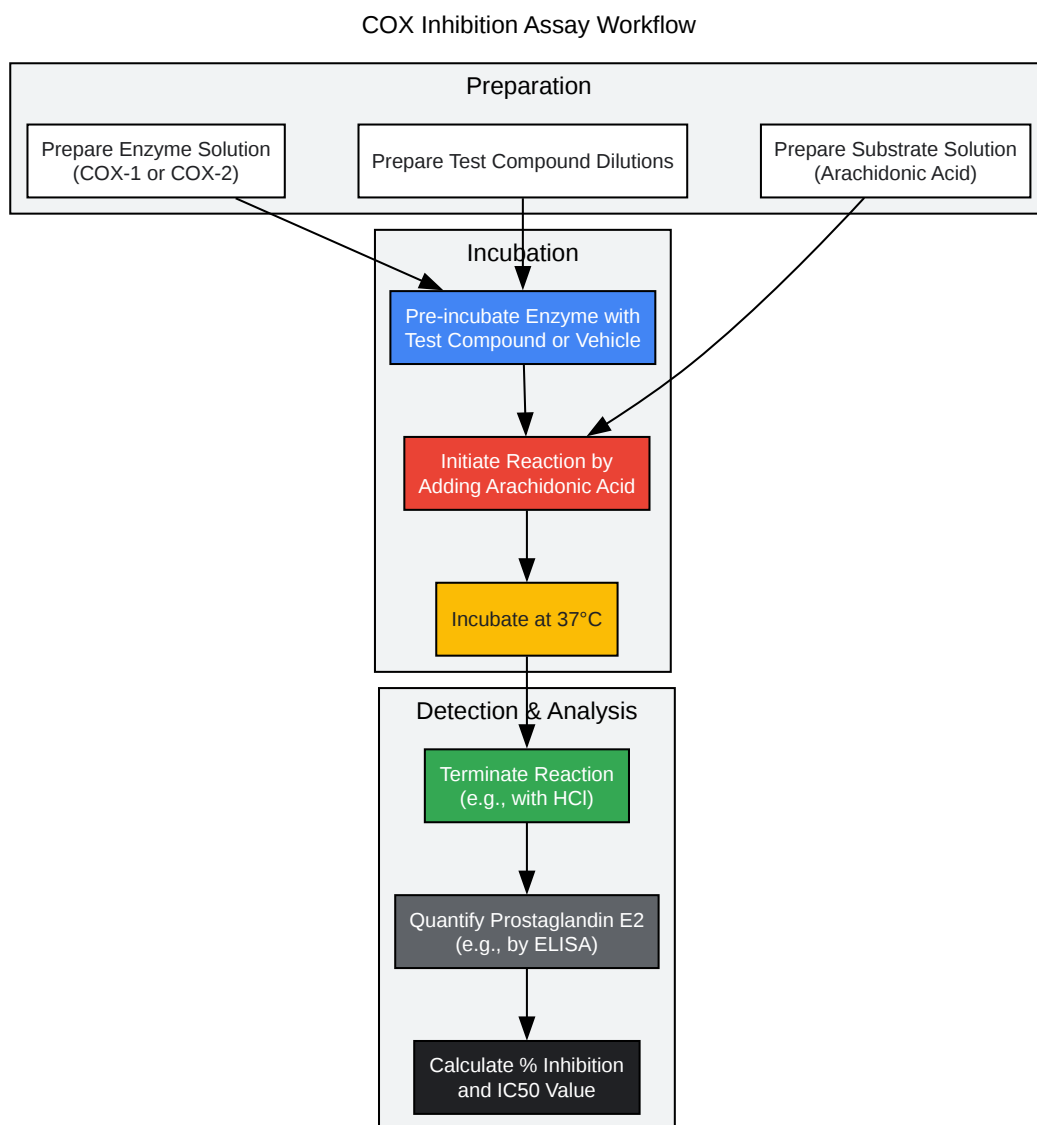 COX Inhibition Assay Workflow
Preparation
Prepare Enzyme Solution
(COX-1 or COX-2)
Prepare Test Compound Dilutions
Prepare Substrate Solution
(Arachidonic Acid)
Incubation
Pre-incubate Enzyme with
Test Compound or Vehicle
Initiate Reaction by
Adding Arachidonic Acid
Incubate at 37°C
Detection & Analysis
Terminate Reaction
(e.g., with HCl)
Quantify Prostaglandin E2
(e.g., by ELISA)
Calculate % Inhibition
and IC50 Value